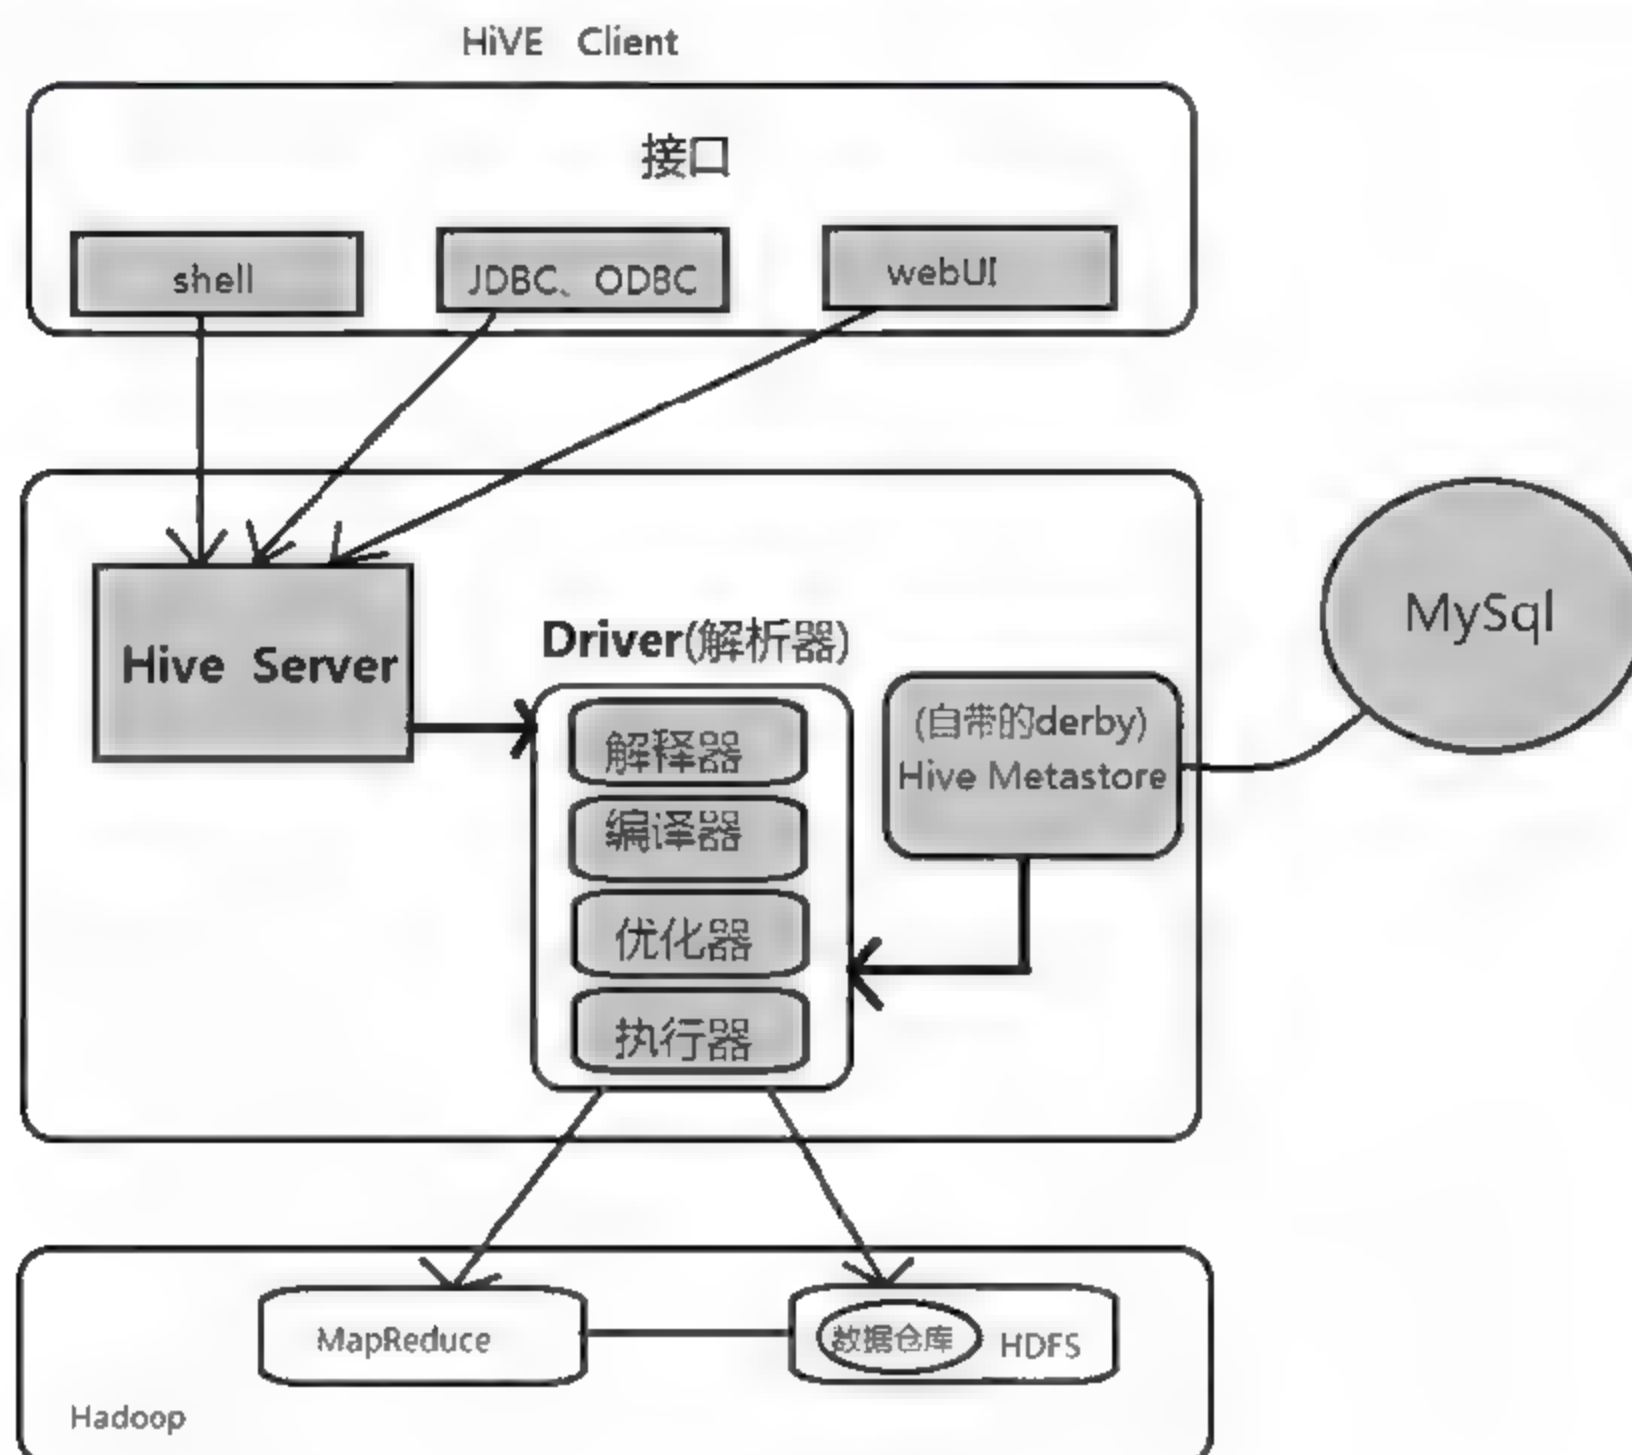 HiVE Client
接口
shell
JDBC、ODBC
webUI
Hive Server
Driver(解析器)
解释器
编译器
优化器
执行器
(自带的derby)
Hive Metastore
MySql
MapReduce
数据仓库
HDFS
Hadoop